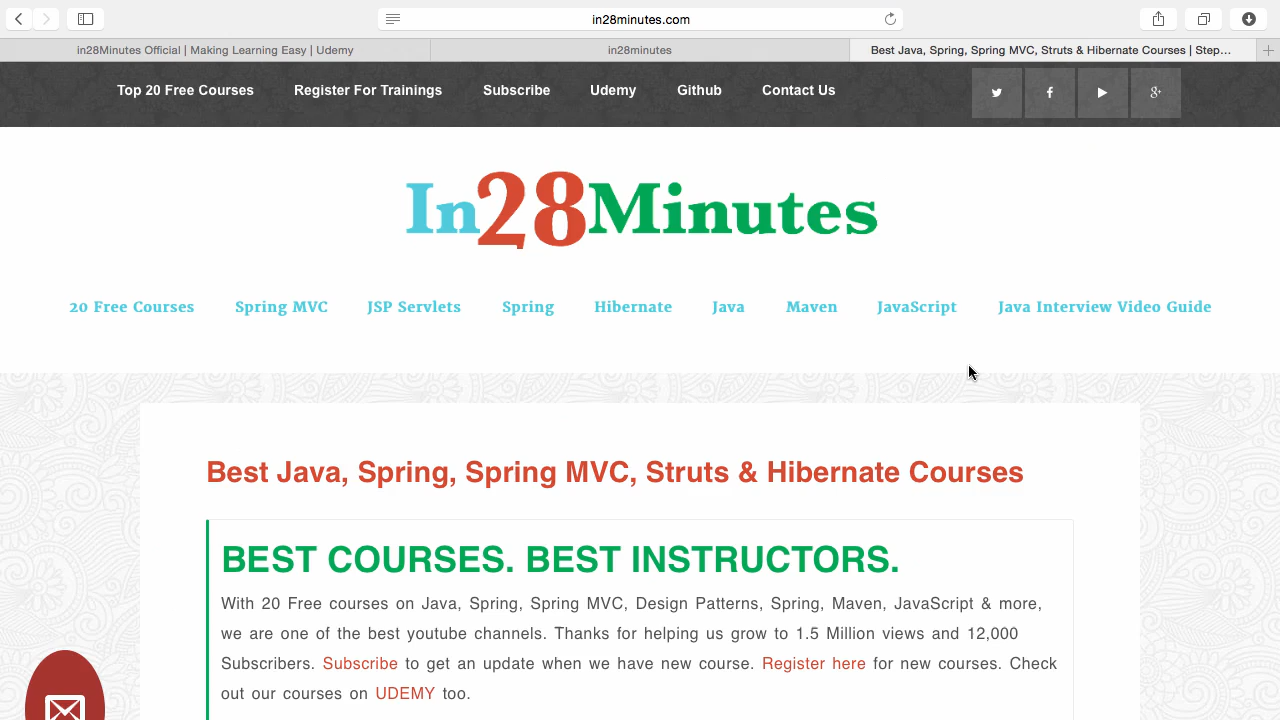 in28minutes.com
in28Minutes Official | Making Learning Easy | Udemy
in28minutes
Best Java, Spring, Spring MVC, Struts & Hibernate Courses | Step...
Top 20 Free Courses
Register For Trainings
Subscribe
Udemy
Github
Contact Us
In28Minutes
20 Free Courses
Spring MVC
JSP Servlets
Spring
Hibernate
Java
Maven
JavaScript
Java Interview Video Guide
Best Java, Spring, Spring MVC, Struts & Hibernate Courses
BEST COURSES. BEST INSTRUCTORS.
With 20 Free courses on Java, Spring, Spring MVC, Design Patterns, Spring, Maven, JavaScript & more,
we are one of the best youtube channels. Thanks for helping us grow to 1.5 Million views and 12,000
Subscribers. Subscribe to get an update when we have new course. Register here for new courses. Check
out our courses on UDEMY too.